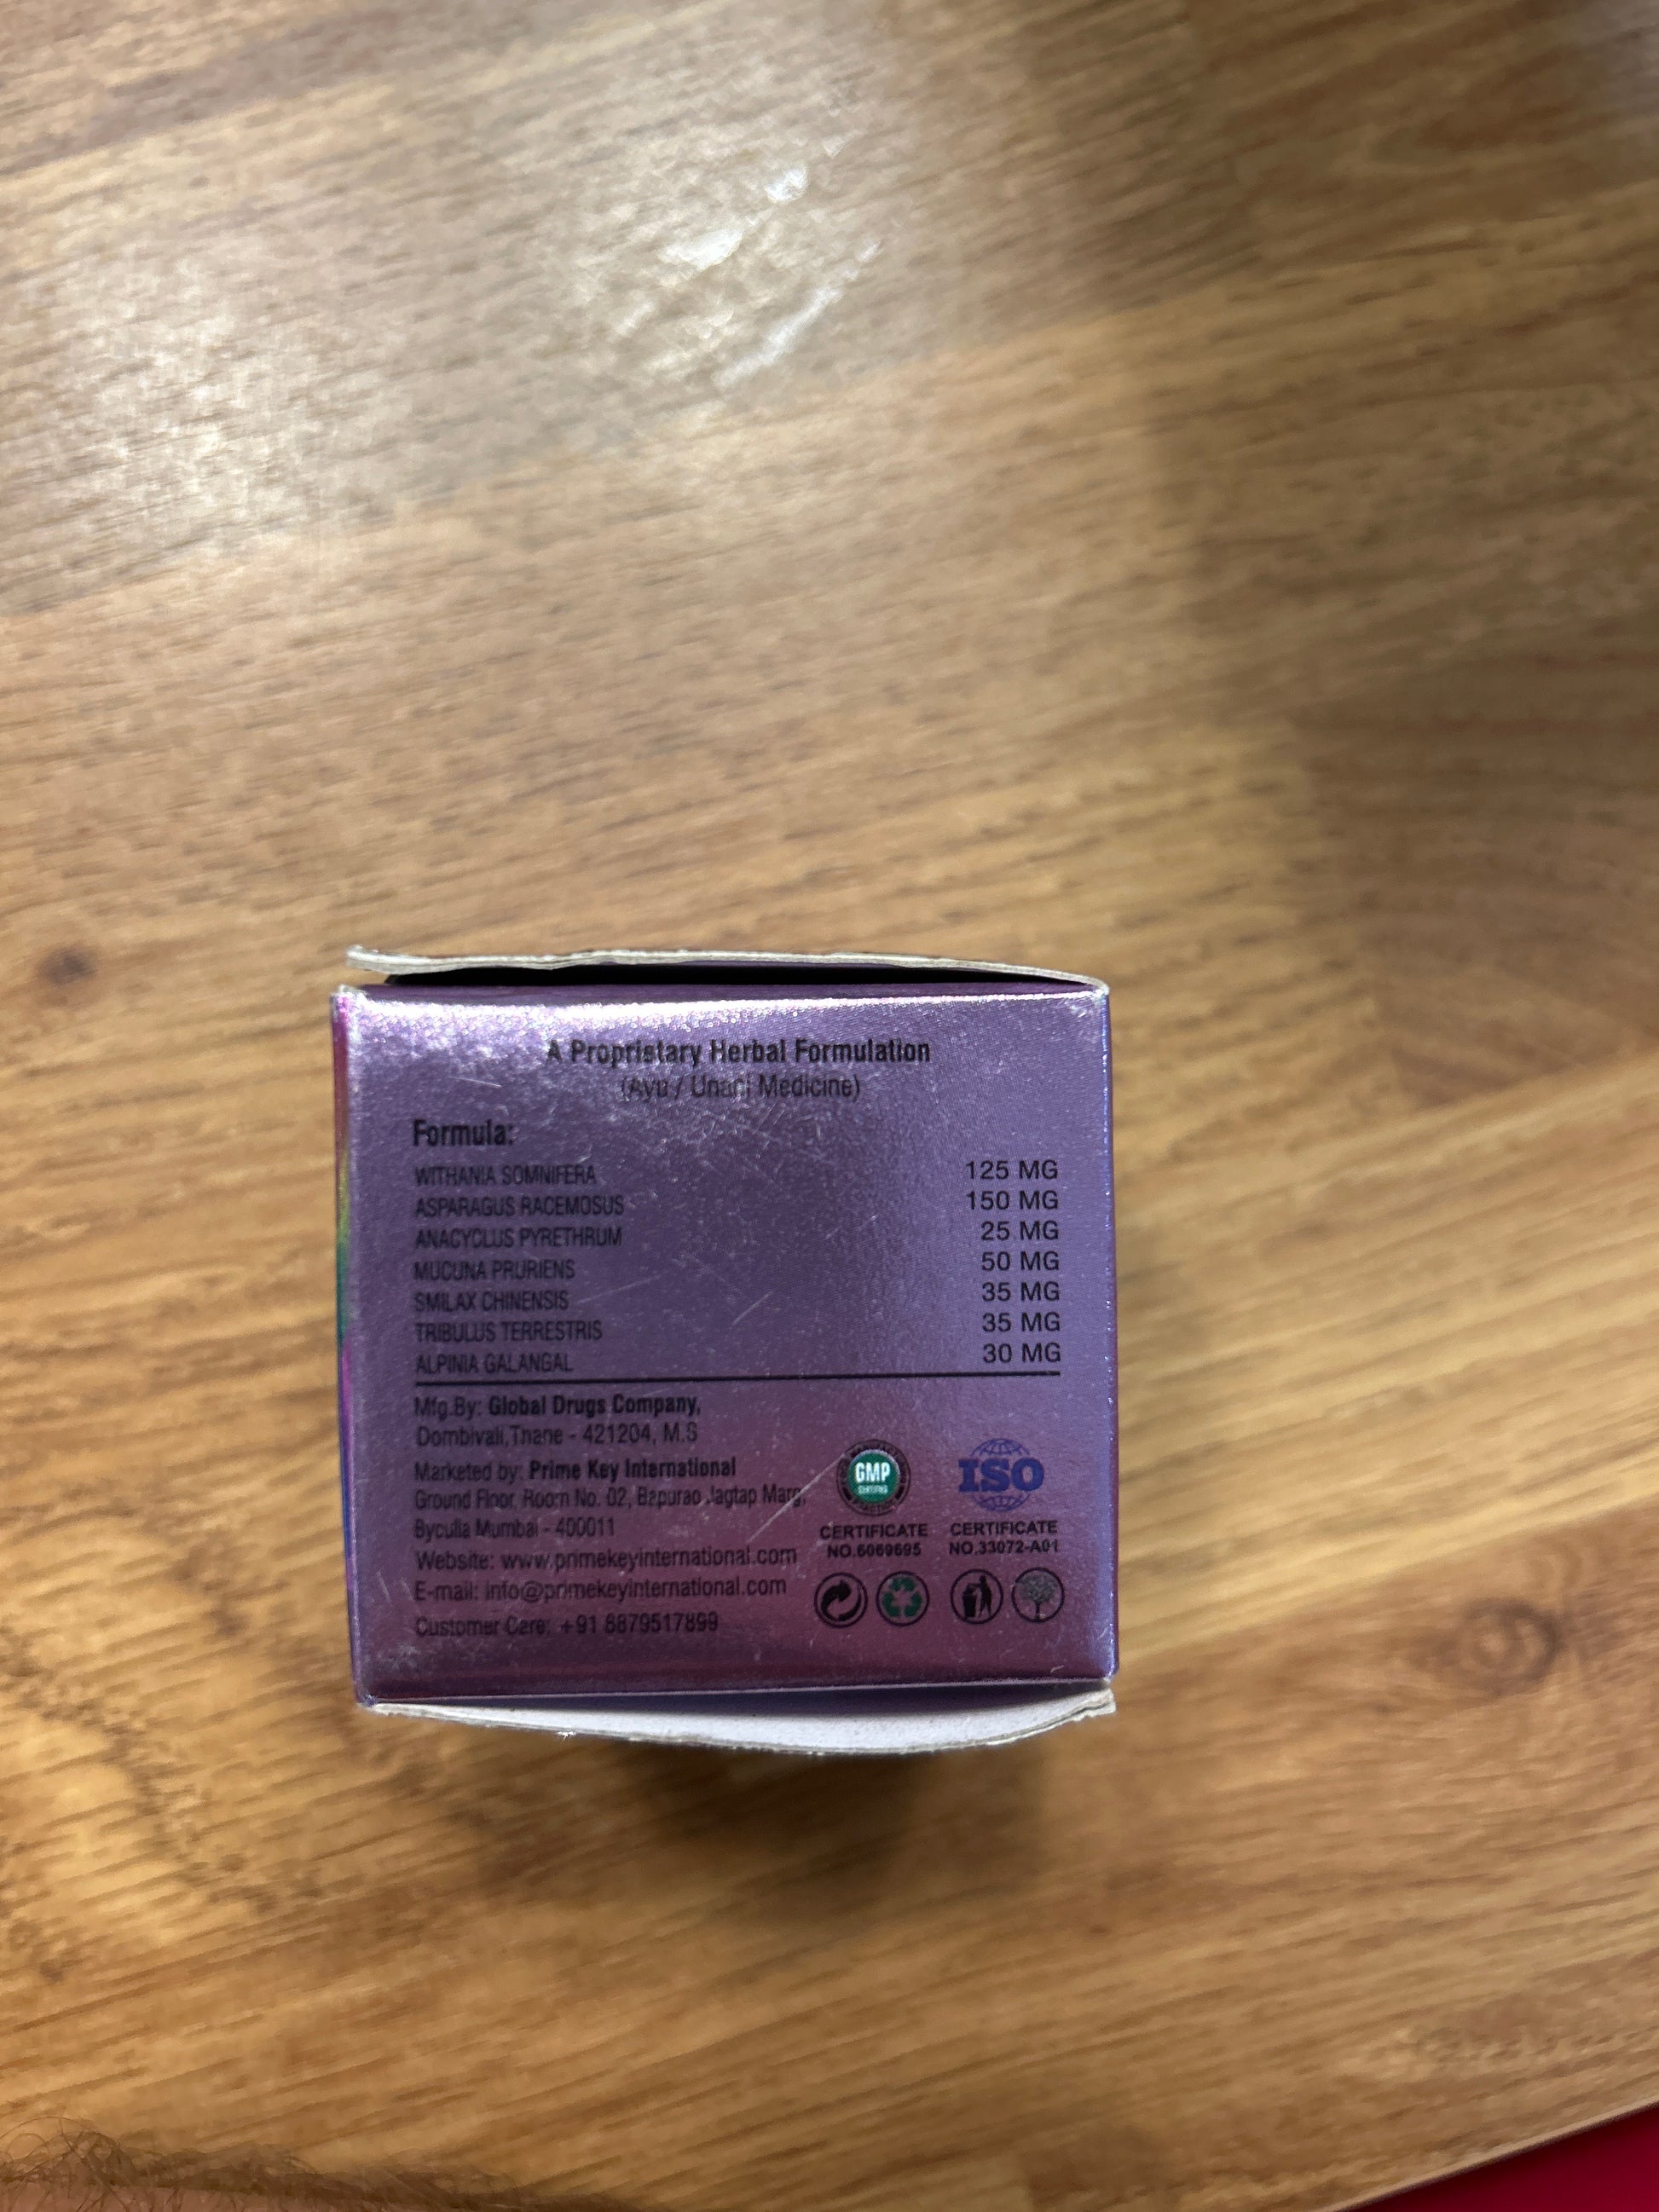 A Propristary Herbal Formulation
(Ayu / Unani Medicine)
Formula:
WITHANIA SOMNIFERA 125 MG
ASPARAGUS RACEMOSUS 150 MG
ANACYCLUS PYRETHRUM 25 MG
MUCUNA PRURIENS 50 MG
SMILAX CHINENSIS 35 MG
TRIBULUS TERRESTRIS 35 MG
ALPINIA GALANGAL 30 MG
Mfg.By: Global Drugs Company,
Dombivali,Thane - 421204, M.S
Marketed by: Prime Key International
Ground Floor, Room No. 02, Bapurao Jagtap Marg,
Byculla Mumbai - 400011
Website: www.primekeyinternational.com
E-mail: info@primekeyinternational.com
Customer Care: +91 8879517899
GMP
CERTIFIED
CERTIFICATE
NO.6069695
ISO
CERTIFICATE
NO.33072-A01